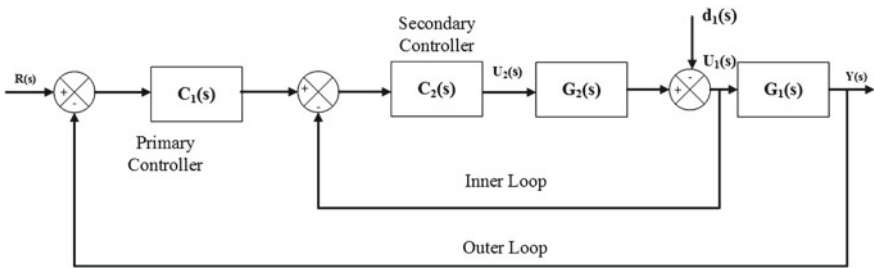 d₁(s)
Secondary
Controller
R(s)
+
-
C₁(s)
+
-
C₂(s)
U₂(s)
G₂(s)
-
+
U₁(s)
G₁(s)
Y(s)
Primary
Controller
Inner Loop
Outer Loop